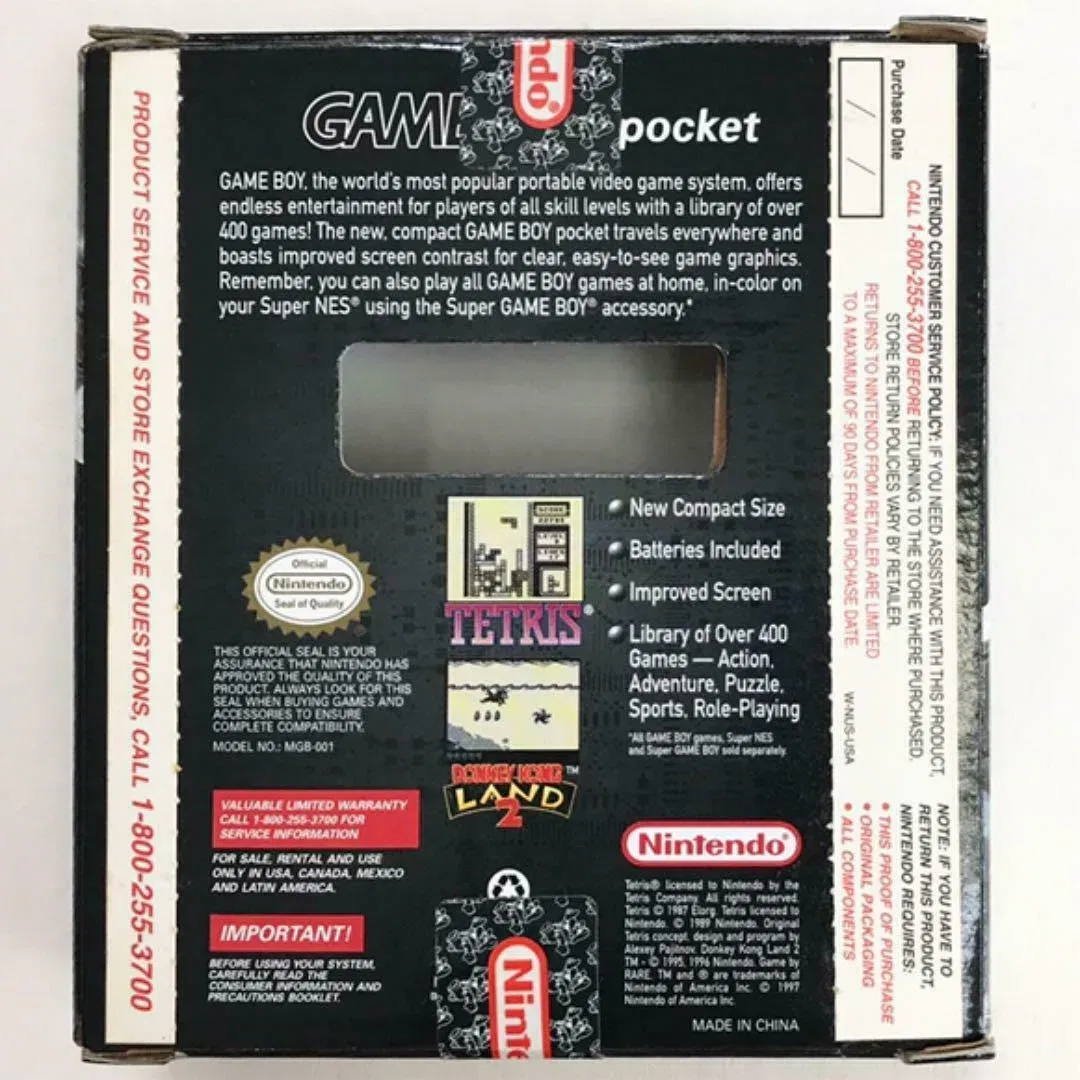 PRODUCT SERVICE AND STORE EXCHANGE QUESTIONS, CALL 1-800-255-3700
GAME
pocket
ndo®
GAME BOY, the world's most popular portable video game system, offers
endless entertainment for players of all skill levels with a library of over
400 games! The new, compact GAME BOY pocket travels everywhere and
boasts improved screen contrast for clear, easy-to-see game graphics.
Remember, you can also play all GAME BOY games at home, in-color on
your Super NES® using the Super GAME BOY® accessory.*
Official
Nintendo
Seal of Quality
THIS OFFICIAL SEAL IS YOUR
ASSURANCE THAT NINTENDO HAS
APPROVED THE QUALITY OF THIS
PRODUCT. ALWAYS LOOK FOR THIS
SEAL WHEN BUYING GAMES AND
ACCESSORIES TO ENSURE
COMPLETE COMPATIBILITY.
MODEL NO.: MGB-001
VALUABLE LIMITED WARRANTY
CALL 1-800-255-3700 FOR
SERVICE INFORMATION
FOR SALE, RENTAL AND USE
ONLY IN USA, CANADA, MEXICO
AND LATIN AMERICA.
IMPORTANT!
BEFORE USING YOUR SYSTEM,
CAREFULLY READ THE
CONSUMER INFORMATION AND
PRECAUTIONS BOOKLET.
SCORE
LEVEL
LINES
TETRIS®
DONKEY KONG™
LAND
2
Nint
• New Compact Size
• Batteries Included
• Improved Screen
• Library of Over 400
Games — Action,
Adventure, Puzzle,
Sports, Role-Playing
*All GAME BOY games, Super NES
and Super GAME BOY sold separately.
Nintendo®
Tetris® licensed to Nintendo by the
Tetris Company. All rights reserved.
Tetris © 1987 Elorg. Tetris licensed to
Nintendo. © 1989 Nintendo. Original
Tetris concept, design and program by
Alexey Pajitnov. Donkey Kong Land 2
TM - © 1995, 1996 Nintendo. Game by
RARE. TM and ® are trademarks of
Nintendo of America Inc. © 1997
Nintendo of America Inc.
MADE IN CHINA
Purchase Date
/ /
NINTENDO CUSTOMER SERVICE POLICY: IF YOU NEED ASSISTANCE WITH THIS PRODUCT,
CALL 1-800-255-3700 BEFORE RETURNING TO THE STORE WHERE PURCHASED.
STORE RETURN POLICIES VARY BY RETAILER.
RETURNS TO NINTENDO FROM RETAILER ARE LIMITED
TO A MAXIMUM OF 90 DAYS FROM PURCHASE DATE.
W-NUS-USA
NOTE: IF YOU HAVE TO
RETURN THIS PRODUCT,
NINTENDO REQUIRES:
• THIS PROOF OF PURCHASE
• ORIGINAL PACKAGING
• ALL COMPONENTS